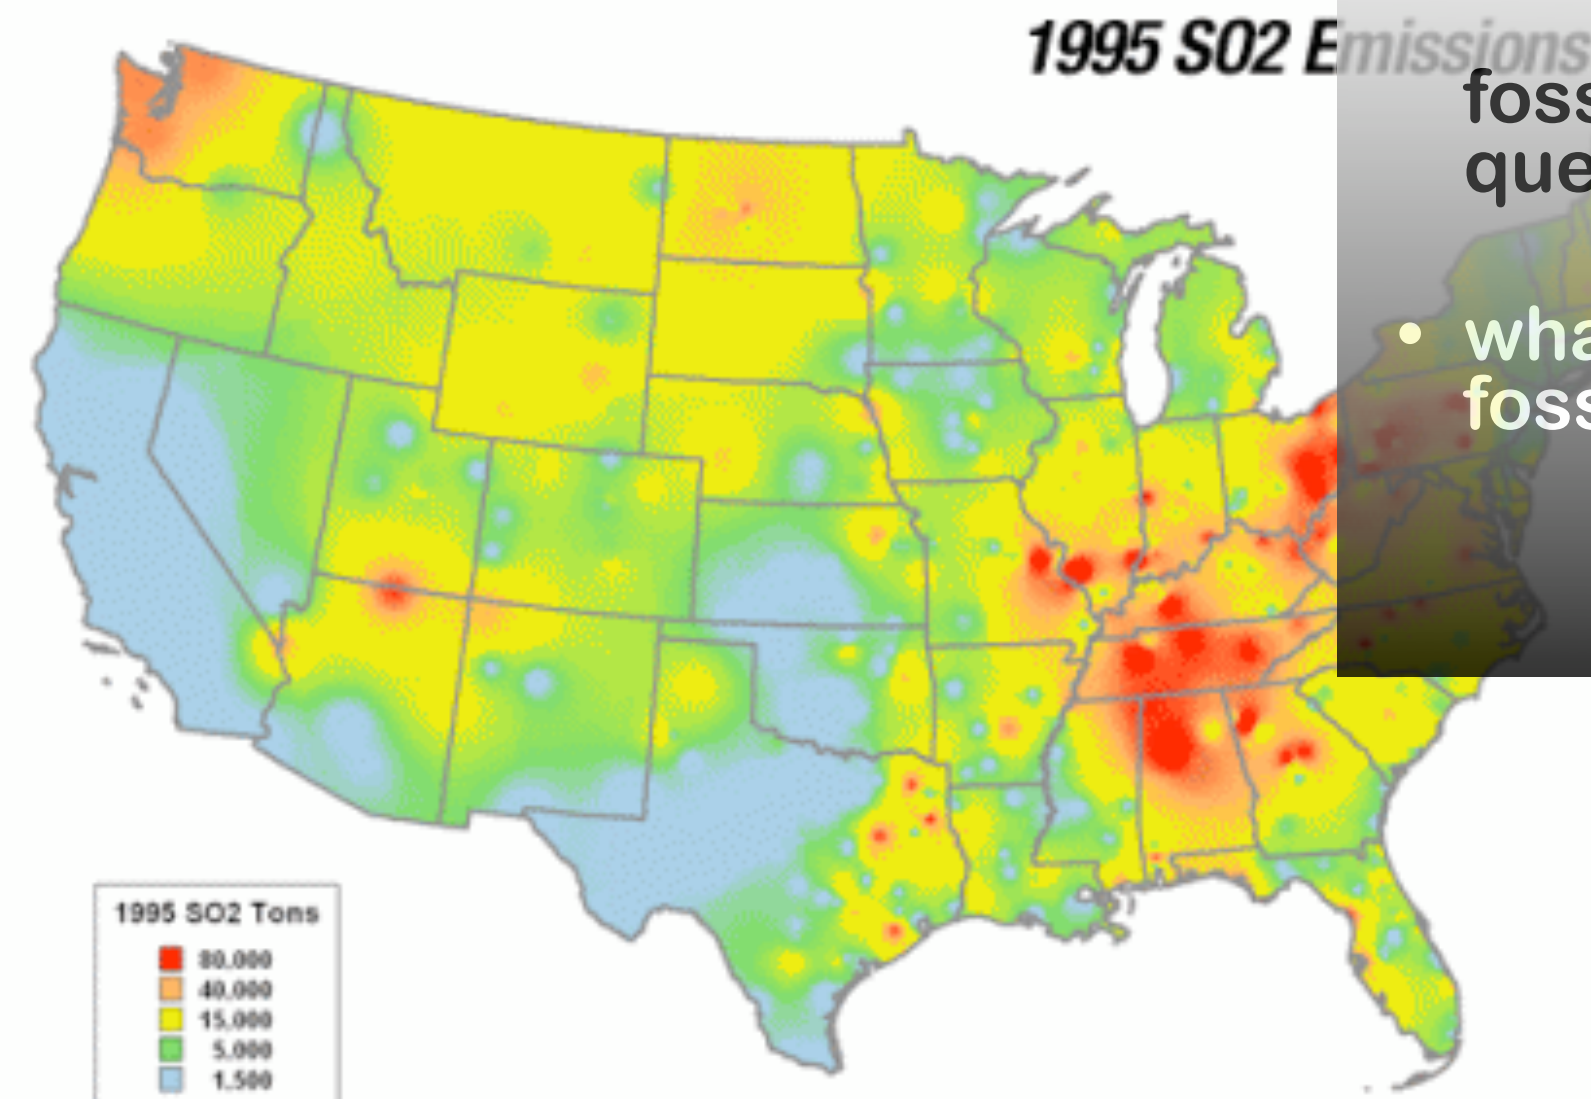 1995 SO2 Emissions
foss
que
• wha
foss
1995 SO2 Tons
80.000
40.000
15.000
5.000
1.500